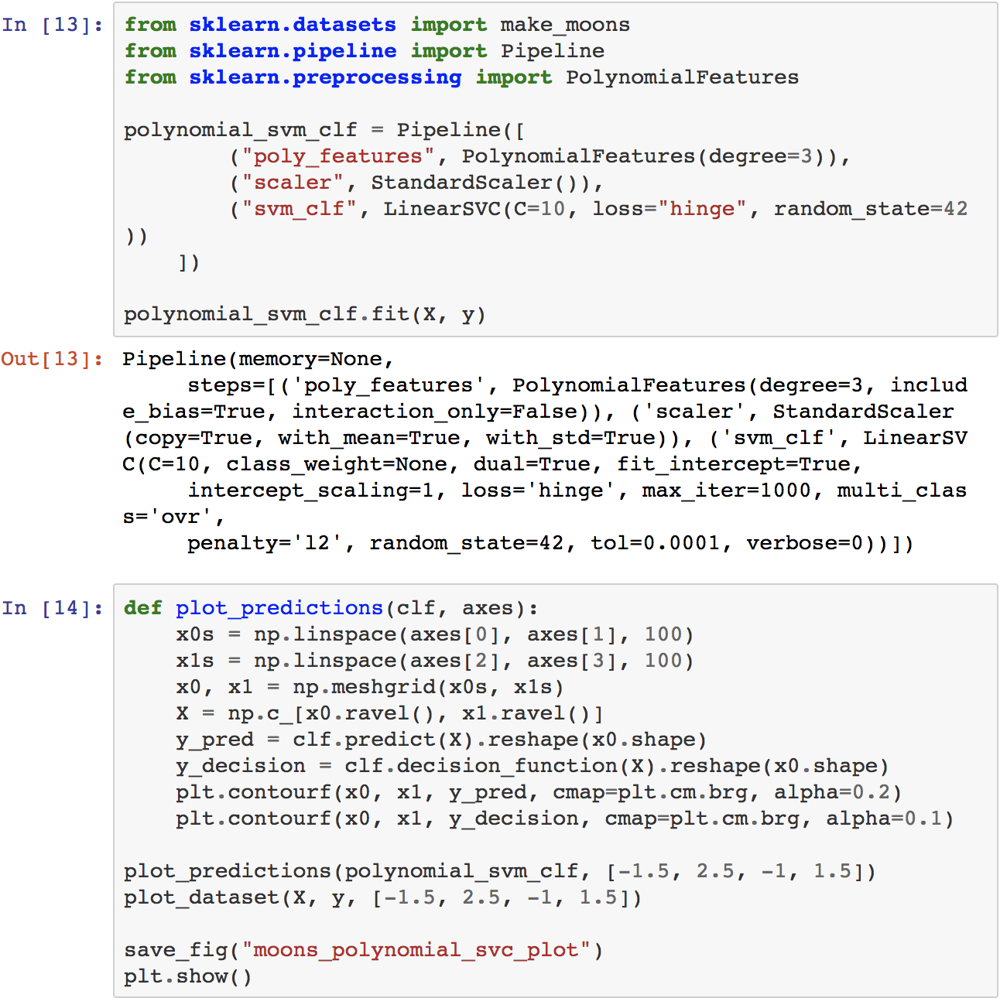 In [13]: from sklearn.datasets import make_moons
from sklearn.pipeline import Pipeline
from sklearn.preprocessing import PolynomialFeatures

polynomial_svm_clf = Pipeline([
        ("poly_features", PolynomialFeatures(degree=3)),
        ("scaler", StandardScaler()),
        ("svm_clf", LinearSVC(C=10, loss="hinge", random_state=42
))
    ])

polynomial_svm_clf.fit(X, y)
Out[13]: Pipeline(memory=None,
     steps=[('poly_features', PolynomialFeatures(degree=3, includ
e_bias=True, interaction_only=False)), ('scaler', StandardScaler
(copy=True, with_mean=True, with_std=True)), ('svm_clf', LinearSV
C(C=10, class_weight=None, dual=True, fit_intercept=True,
     intercept_scaling=1, loss='hinge', max_iter=1000, multi_clas
s='ovr',
     penalty='l2', random_state=42, tol=0.0001, verbose=0))])
In [14]: def plot_predictions(clf, axes):
    x0s = np.linspace(axes[0], axes[1], 100)
    x1s = np.linspace(axes[2], axes[3], 100)
    x0, x1 = np.meshgrid(x0s, x1s)
    X = np.c_[x0.ravel(), x1.ravel()]
    y_pred = clf.predict(X).reshape(x0.shape)
    y_decision = clf.decision_function(X).reshape(x0.shape)
    plt.contourf(x0, x1, y_pred, cmap=plt.cm.brg, alpha=0.2)
    plt.contourf(x0, x1, y_decision, cmap=plt.cm.brg, alpha=0.1)

plot_predictions(polynomial_svm_clf, [-1.5, 2.5, -1, 1.5])
plot_dataset(X, y, [-1.5, 2.5, -1, 1.5])

save_fig("moons_polynomial_svc_plot")
plt.show()